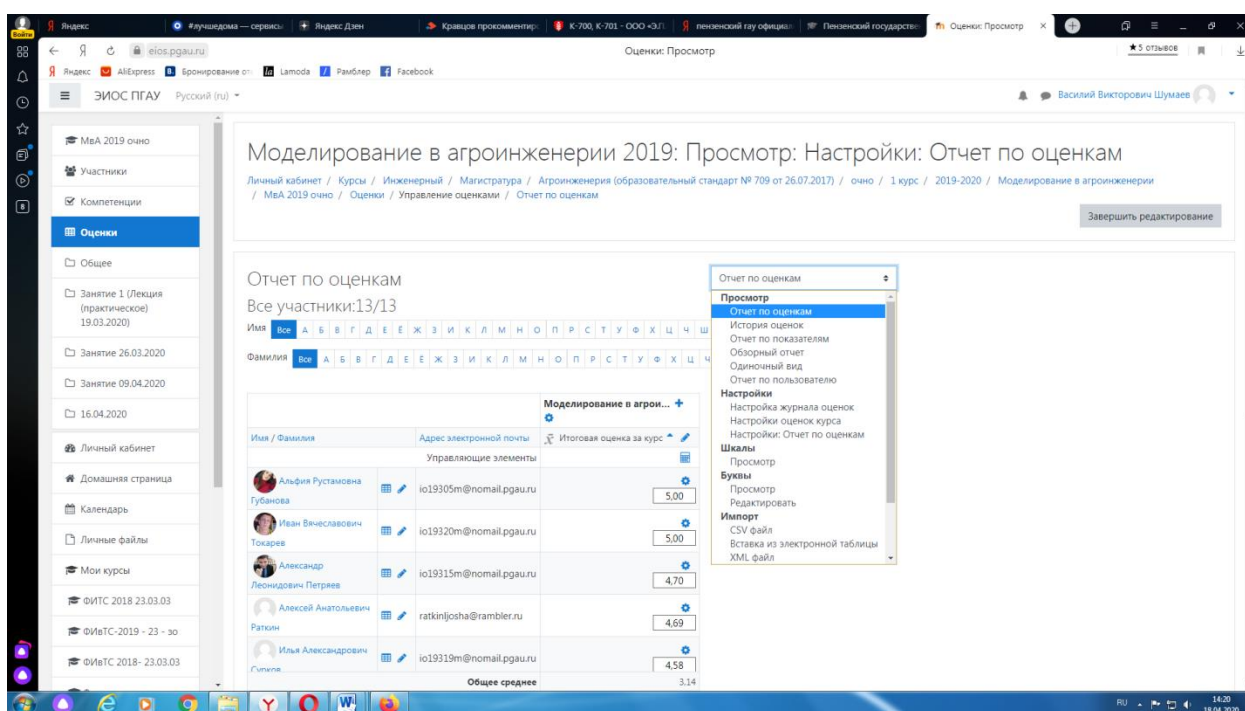 Яндекс
#лучшедома — сервисы
Яндекс Дзен
Кравцов прокомментир
К-700, К-701 - ООО «ЭЛ
пензенский гау официал
Пензенский государстве
Оценки: Просмотр
Войти
eios.pgau.ru
Оценки: Просмотр
★5 отзывов
Яндекс
AliExpress
Бронирование от
Lamoda
Рамблер
Facebook
ЭИОС ПГАУ
Русский (ru)
Василий Викторович Шумаев
МвА 2019 очно
Участники
Компетенции
Оценки
Общее
Занятие 1 (Лекция
(практическое)
19.03.2020)
Занятие 26.03.2020
Занятие 09.04.2020
16.04.2020
Личный кабинет
Домашняя страница
Календарь
Личные файлы
Мои курсы
ФИТС 2018 23.03.03
ФИвТС-2019 - 23 - зо
ФИвТС 2018- 23.03.03
Моделирование в агроинженерии 2019: Просмотр: Настройки: Отчет по оценкам
Личный кабинет / Курсы / Инженерный / Магистратура / Агроинженерия (образовательный стандарт № 709 от 26.07.2017) / очно / 1 курс / 2019-2020 / Моделирование в агроинженерии
/ МвА 2019 очно / Оценки / Управление оценками / Отчет по оценкам
Завершить редактирование
Отчет по оценкам
Все участники:13/13
Имя Все А Б В Г Д Е Ё Ж З И К Л М Н О П Р С Т У Ф Х Ц Ч Ш
Фамилия Все А Б В Г Д Е Ё Ж З И К Л М Н О П Р С Т У Ф Х Ц Ч
Отчет по оценкам
Просмотр
Отчет по оценкам
История оценок
Отчет по показателям
Обзорный отчет
Одиночный вид
Отчет по пользователю
Настройки
Настройка журнала оценок
Настройки оценок курса
Настройки: Отчет по оценкам
Шкалы
Просмотр
Буквы
Просмотр
Редактировать
Импорт
CSV файл
Вставка из электронной таблицы
XML файл
Моделирование в агрои...
Имя / Фамилия
Адрес электронной почты
Итоговая оценка за курс
Управляющие элементы
Альфия Рустамовна
Губанова
io19305m@nomail.pgau.ru
5,00
Иван Вячеславович
Токарев
io19320m@nomail.pgau.ru
5,00
Александр
Леонидович Петряев
io19315m@nomail.pgau.ru
4,70
Алексей Анатольевич
Раткин
ratkinljosha@rambler.ru
4,69
Илья Александрович
Сурков
io19319m@nomail.pgau.ru
4,58
Общее среднее
3,14
RU
14:20
18.04.2020